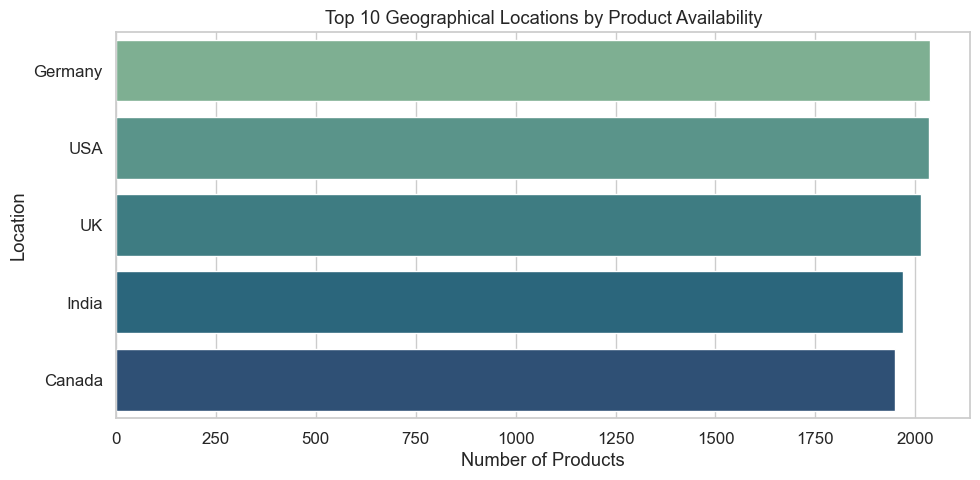 Top 10 Geographical Locations by Product Availability
Germany
USA
UK
India
Canada
Location
0 250 500 750 1000 1250 1500 1750 2000
Number of Products